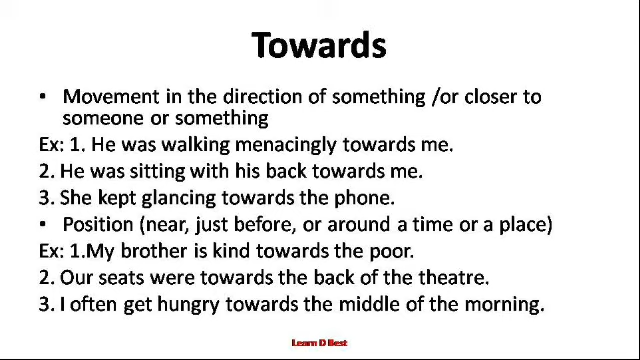 Towards
• Movement in the direction of something /or closer to
someone or something
Ex: 1. He was walking menacingly towards me.
2. He was sitting with his back towards me.
3. She kept glancing towards the phone.
• Position (near, just before, or around a time or a place)
Ex: 1.My brother is kind towards the poor.
2. Our seats were towards the back of the theatre.
3. I often get hungry towards the middle of the morning.
Learn D Best